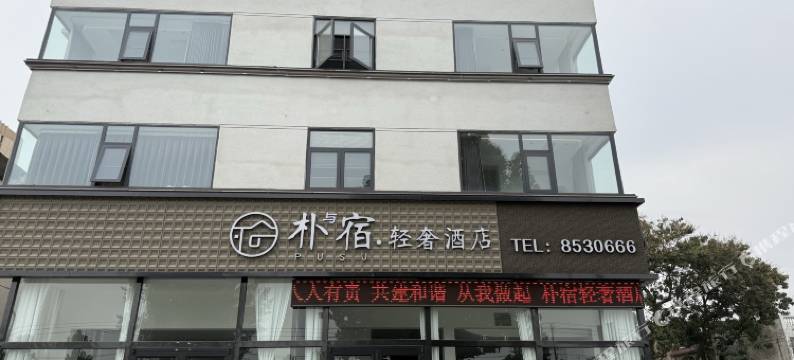 朴与宿·轻奢酒店
PUSU
TEL: 8530666
人人有责 共建和谐 从我做起 朴宿轻奢酒店